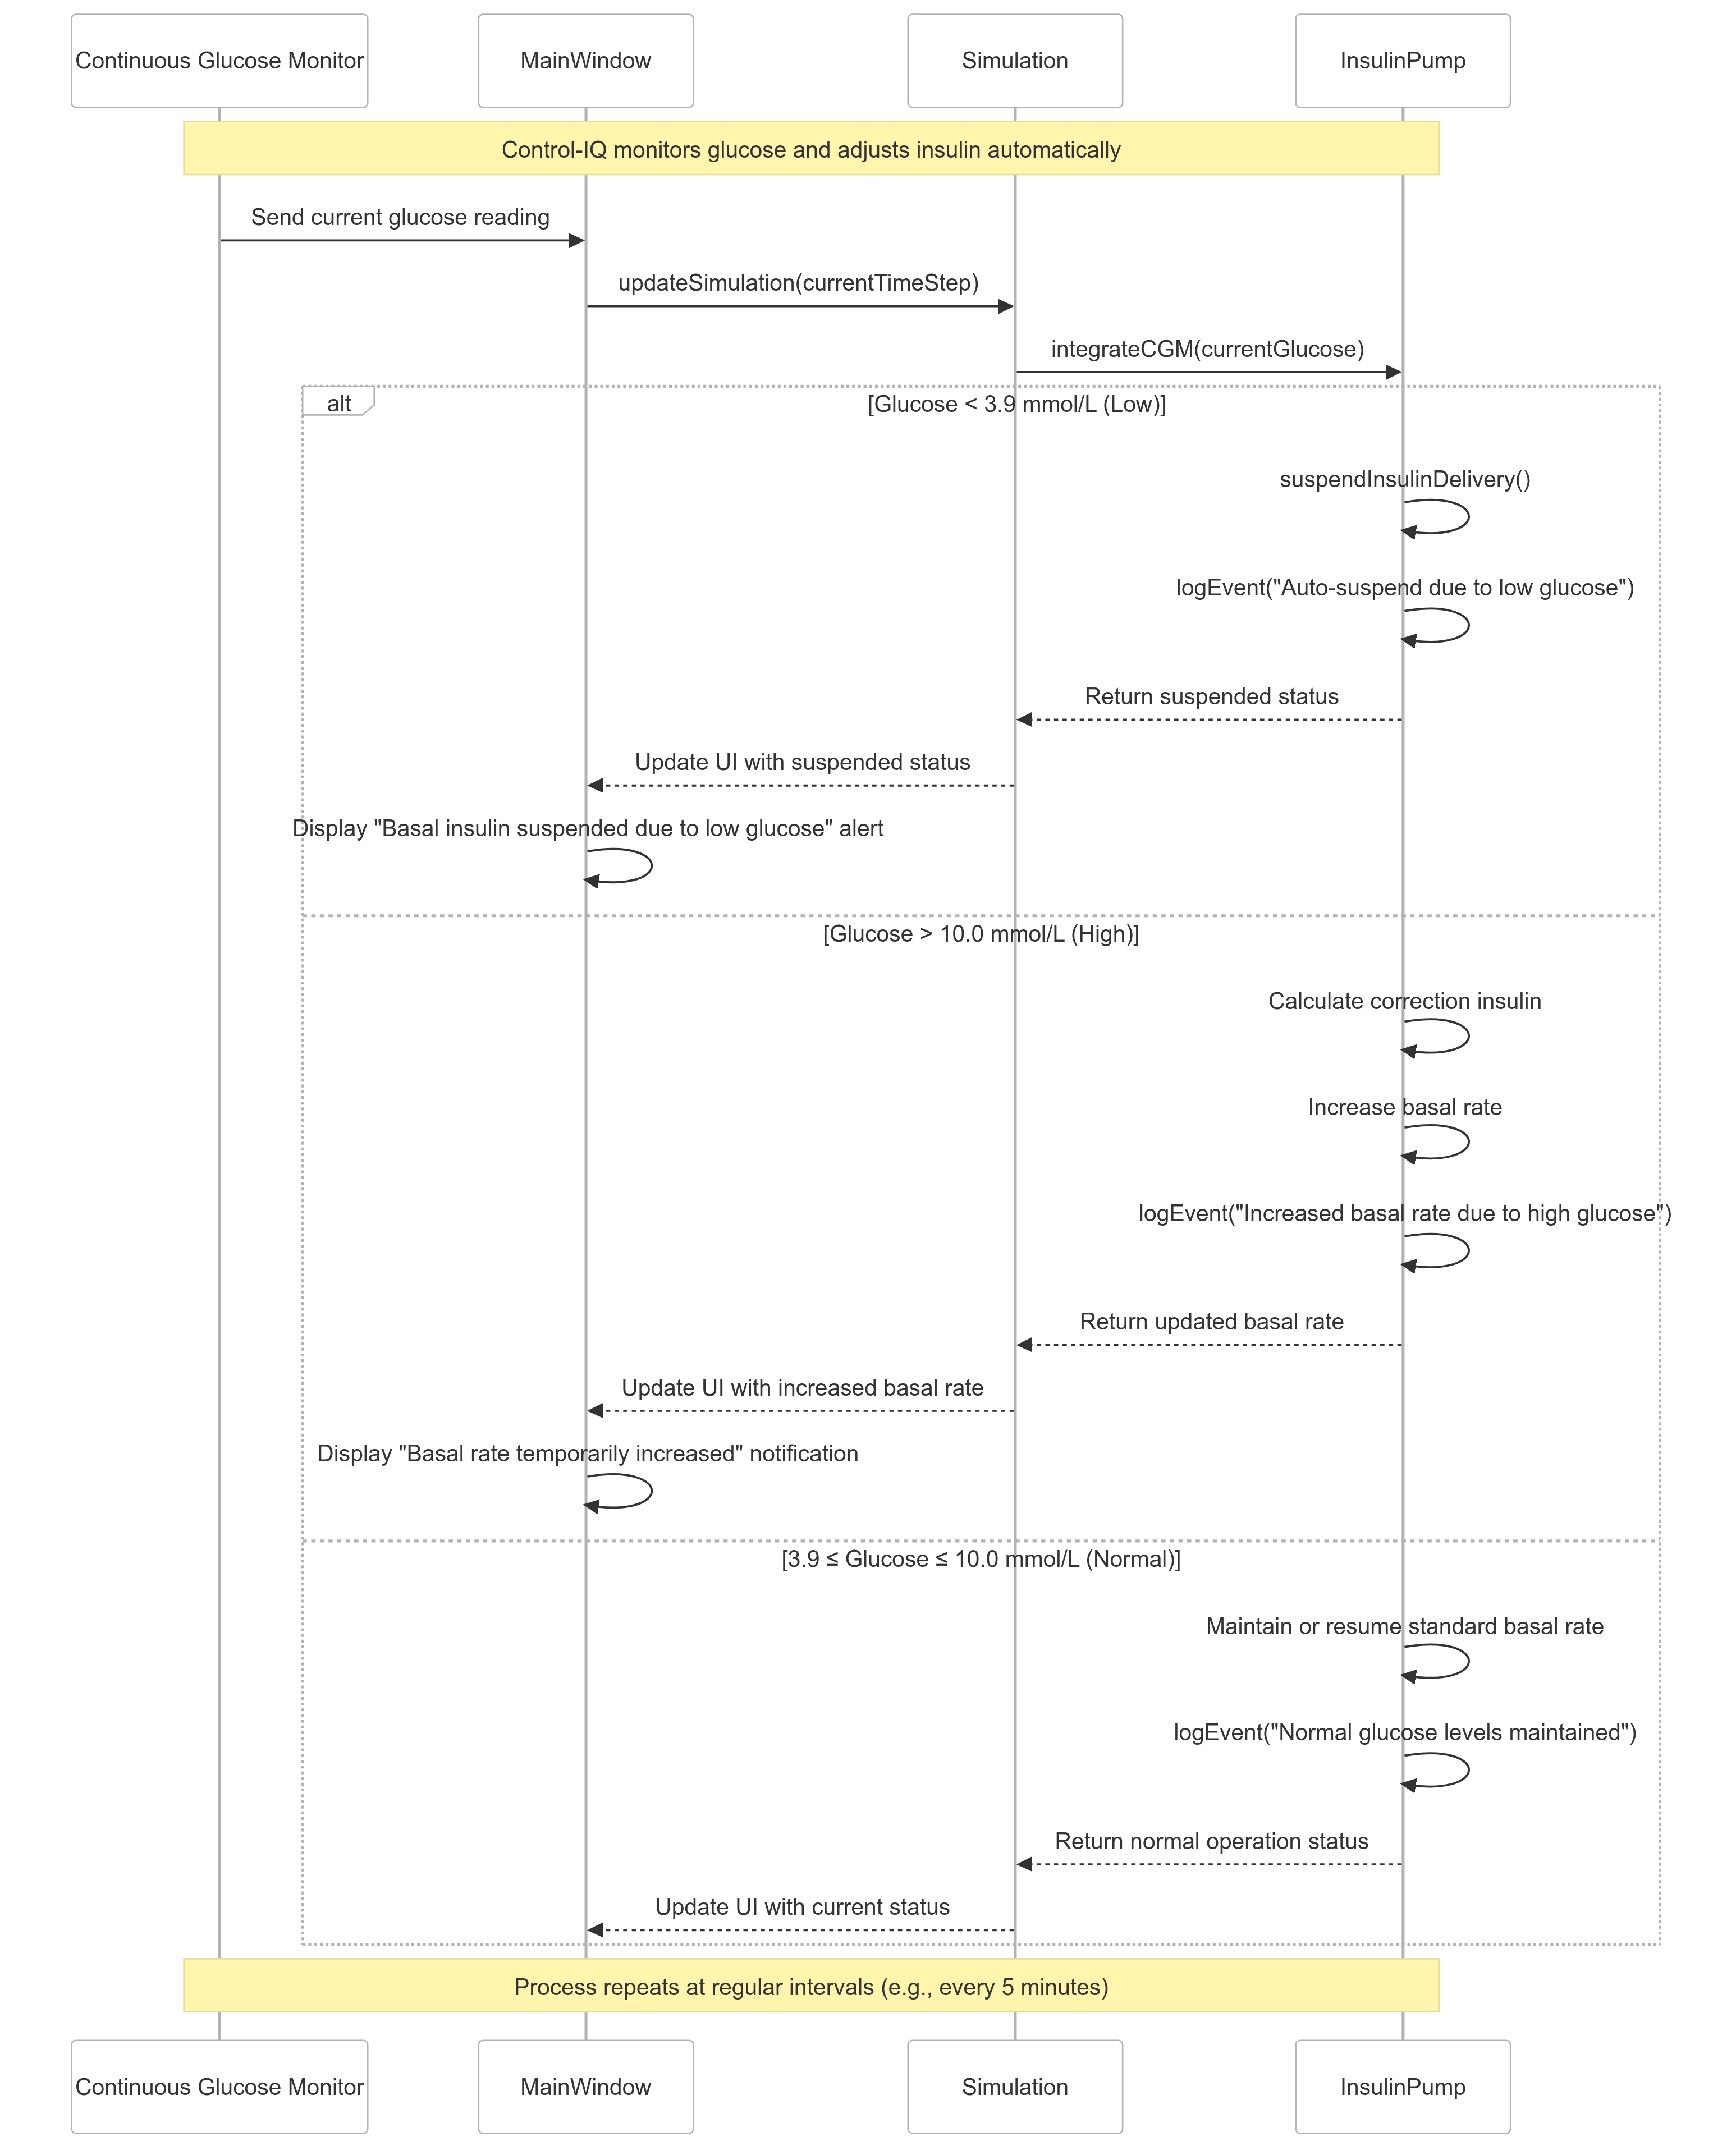 Continuous Glucose Monitor
MainWindow
Simulation
InsulinPump
Control-IQ monitors glucose and adjusts insulin automatically
Send current glucose reading
updateSimulation(currentTimeStep)
integrateCGM(currentGlucose)
alt
[Glucose < 3.9 mmol/L (Low)]
suspendInsulinDelivery()
logEvent("Auto-suspend due to low glucose")
Return suspended status
Update UI with suspended status
Display "Basal insulin suspended due to low glucose" alert
[Glucose > 10.0 mmol/L (High)]
Calculate correction insulin
Increase basal rate
logEvent("Increased basal rate due to high glucose")
Return updated basal rate
Update UI with increased basal rate
Display "Basal rate temporarily increased" notification
[3.9 ≤ Glucose ≤ 10.0 mmol/L (Normal)]
Maintain or resume standard basal rate
logEvent("Normal glucose levels maintained")
Return normal operation status
Update UI with current status
Process repeats at regular intervals (e.g., every 5 minutes)
Continuous Glucose Monitor
MainWindow
Simulation
InsulinPump